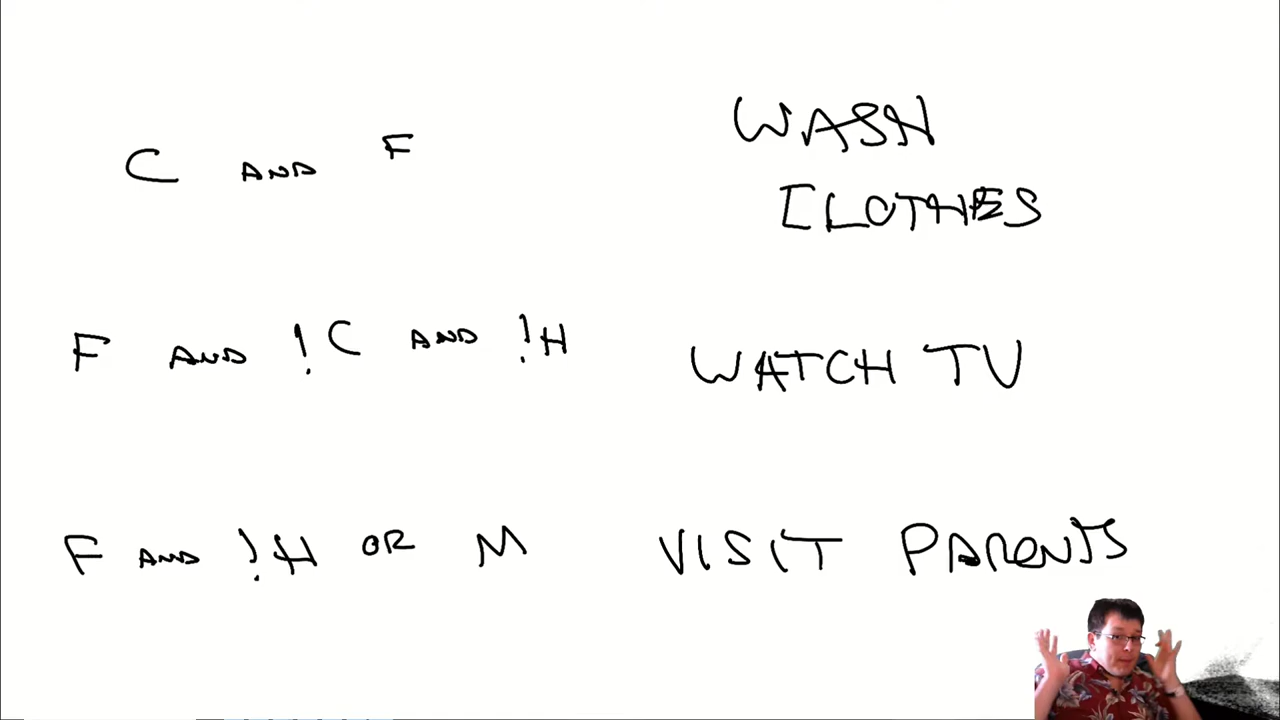 C AND F
WASH
CLOTHES
F AND !C AND !H
WATCH TV
F AND !H OR M
VISIT PARENTS